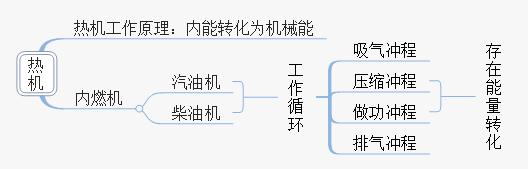 热机
热机工作原理：内能转化为机械能
内燃机
汽油机
柴油机
工作循环
吸气冲程
压缩冲程
做功冲程
排气冲程
存在能量转化